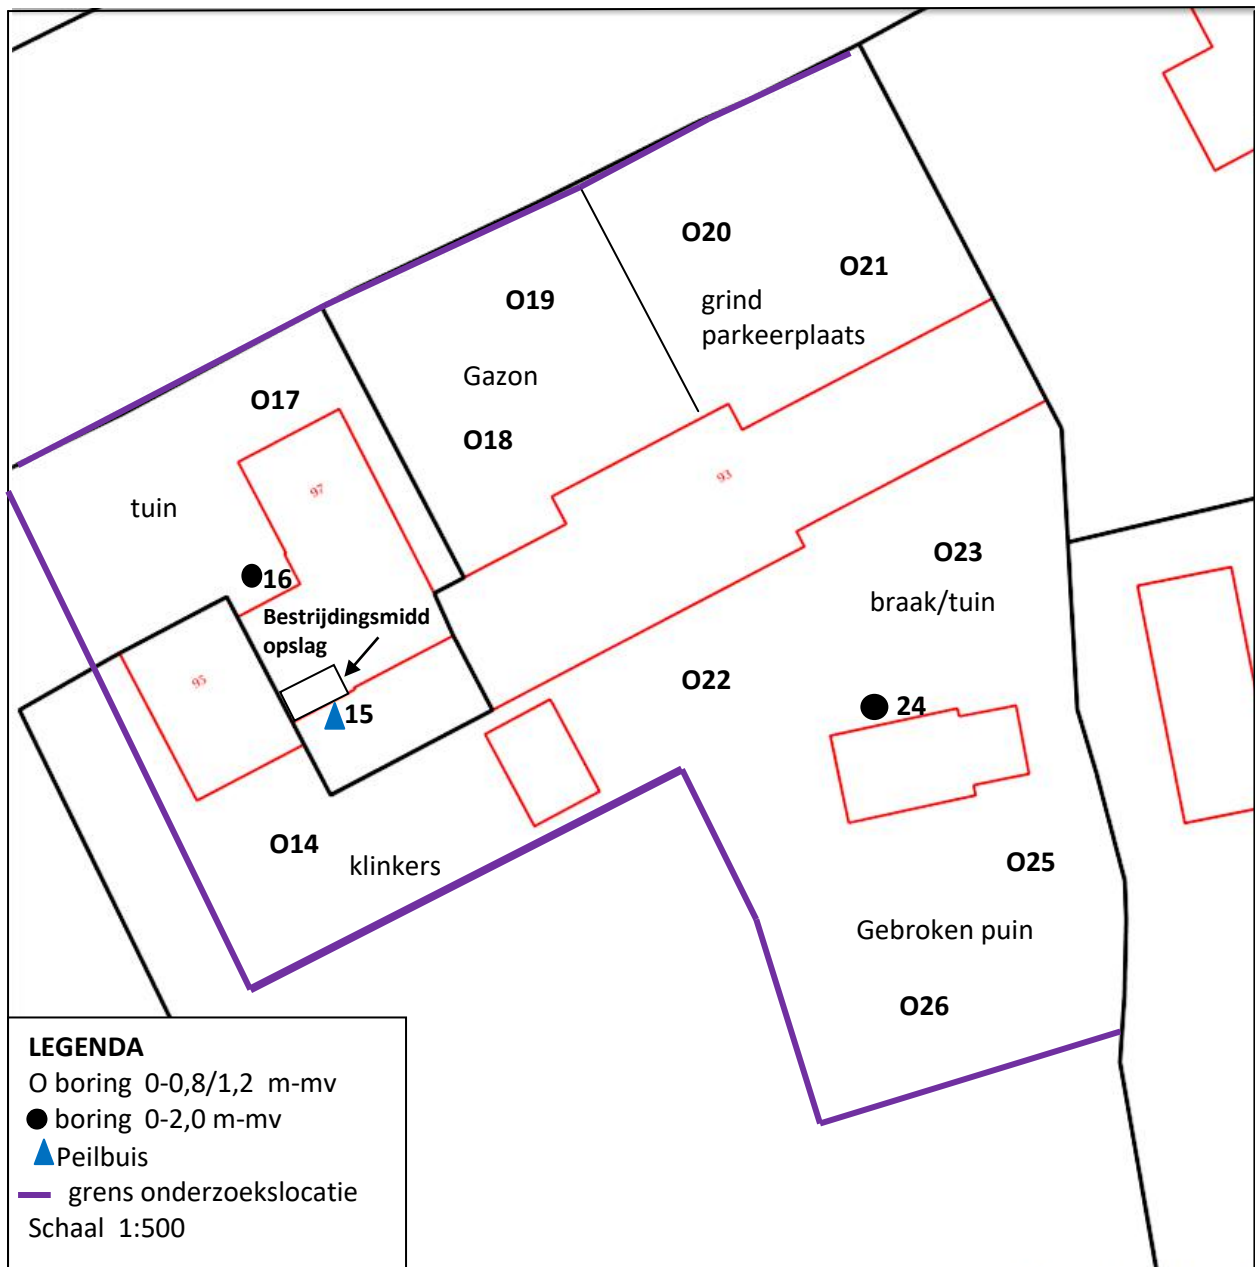 O20
O21
O19
grind
parkeerplaats
Gazon
O17
O18
93
97
tuin
O23
16
braak/tuin
Bestrijdingsmidd
opslag
95
O22
15
24
O14
klinkers
O25
Gebroken puin
O26
LEGENDA
O boring 0-0,8/1,2 m-mv
● boring 0-2,0 m-mv
Peilbuis
grens onderzoekslocatie
Schaal 1:500